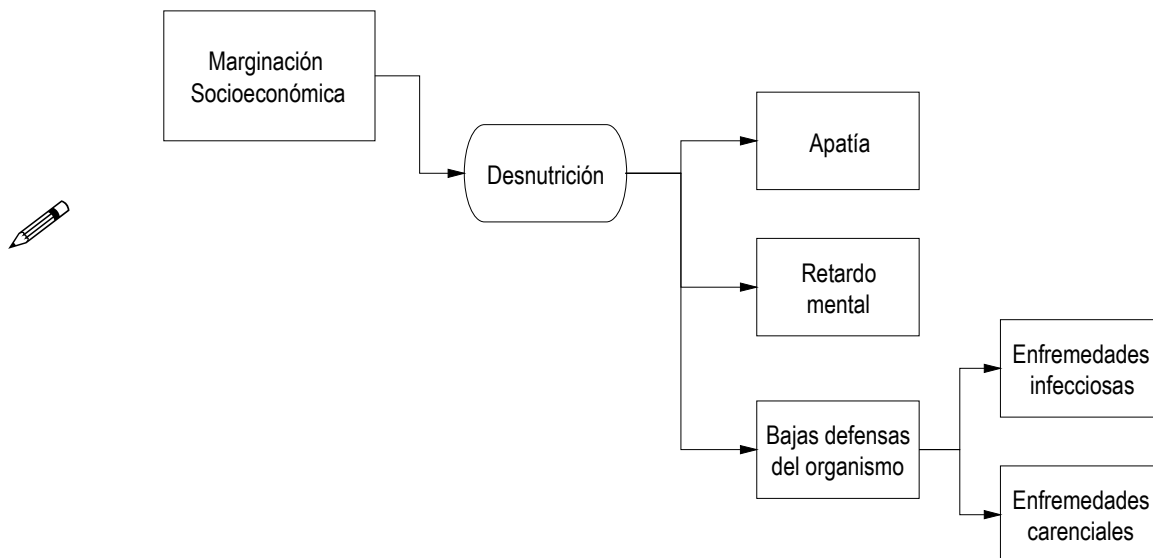 Marginación
Socioeconómica
Desnutrición
Apatía
Retardo
mental
Bajas defensas
del organismo
Enfremedades
infecciosas
Enfremedades
carenciales